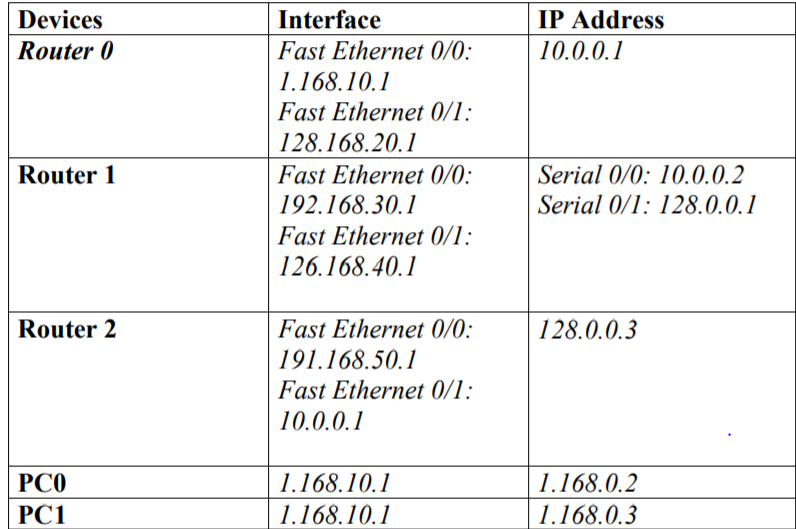 Devices Interface IP Address
Router 0 Fast Ethernet 0/0: 10.0.0.1
1.168.10.1
Fast Ethernet 0/1:
128.168.20.1
Router 1 Fast Ethernet 0/0: Serial 0/0: 10.0.0.2
192.168.30.1 Serial 0/1: 128.0.0.1
Fast Ethernet 0/1:
126.168.40.1
Router 2 Fast Ethernet 0/0: 128.0.0.3
191.168.50.1
Fast Ethernet 0/1:
10.0.0.1
PC0 1.168.10.1 1.168.0.2
PC1 1.168.10.1 1.168.0.3